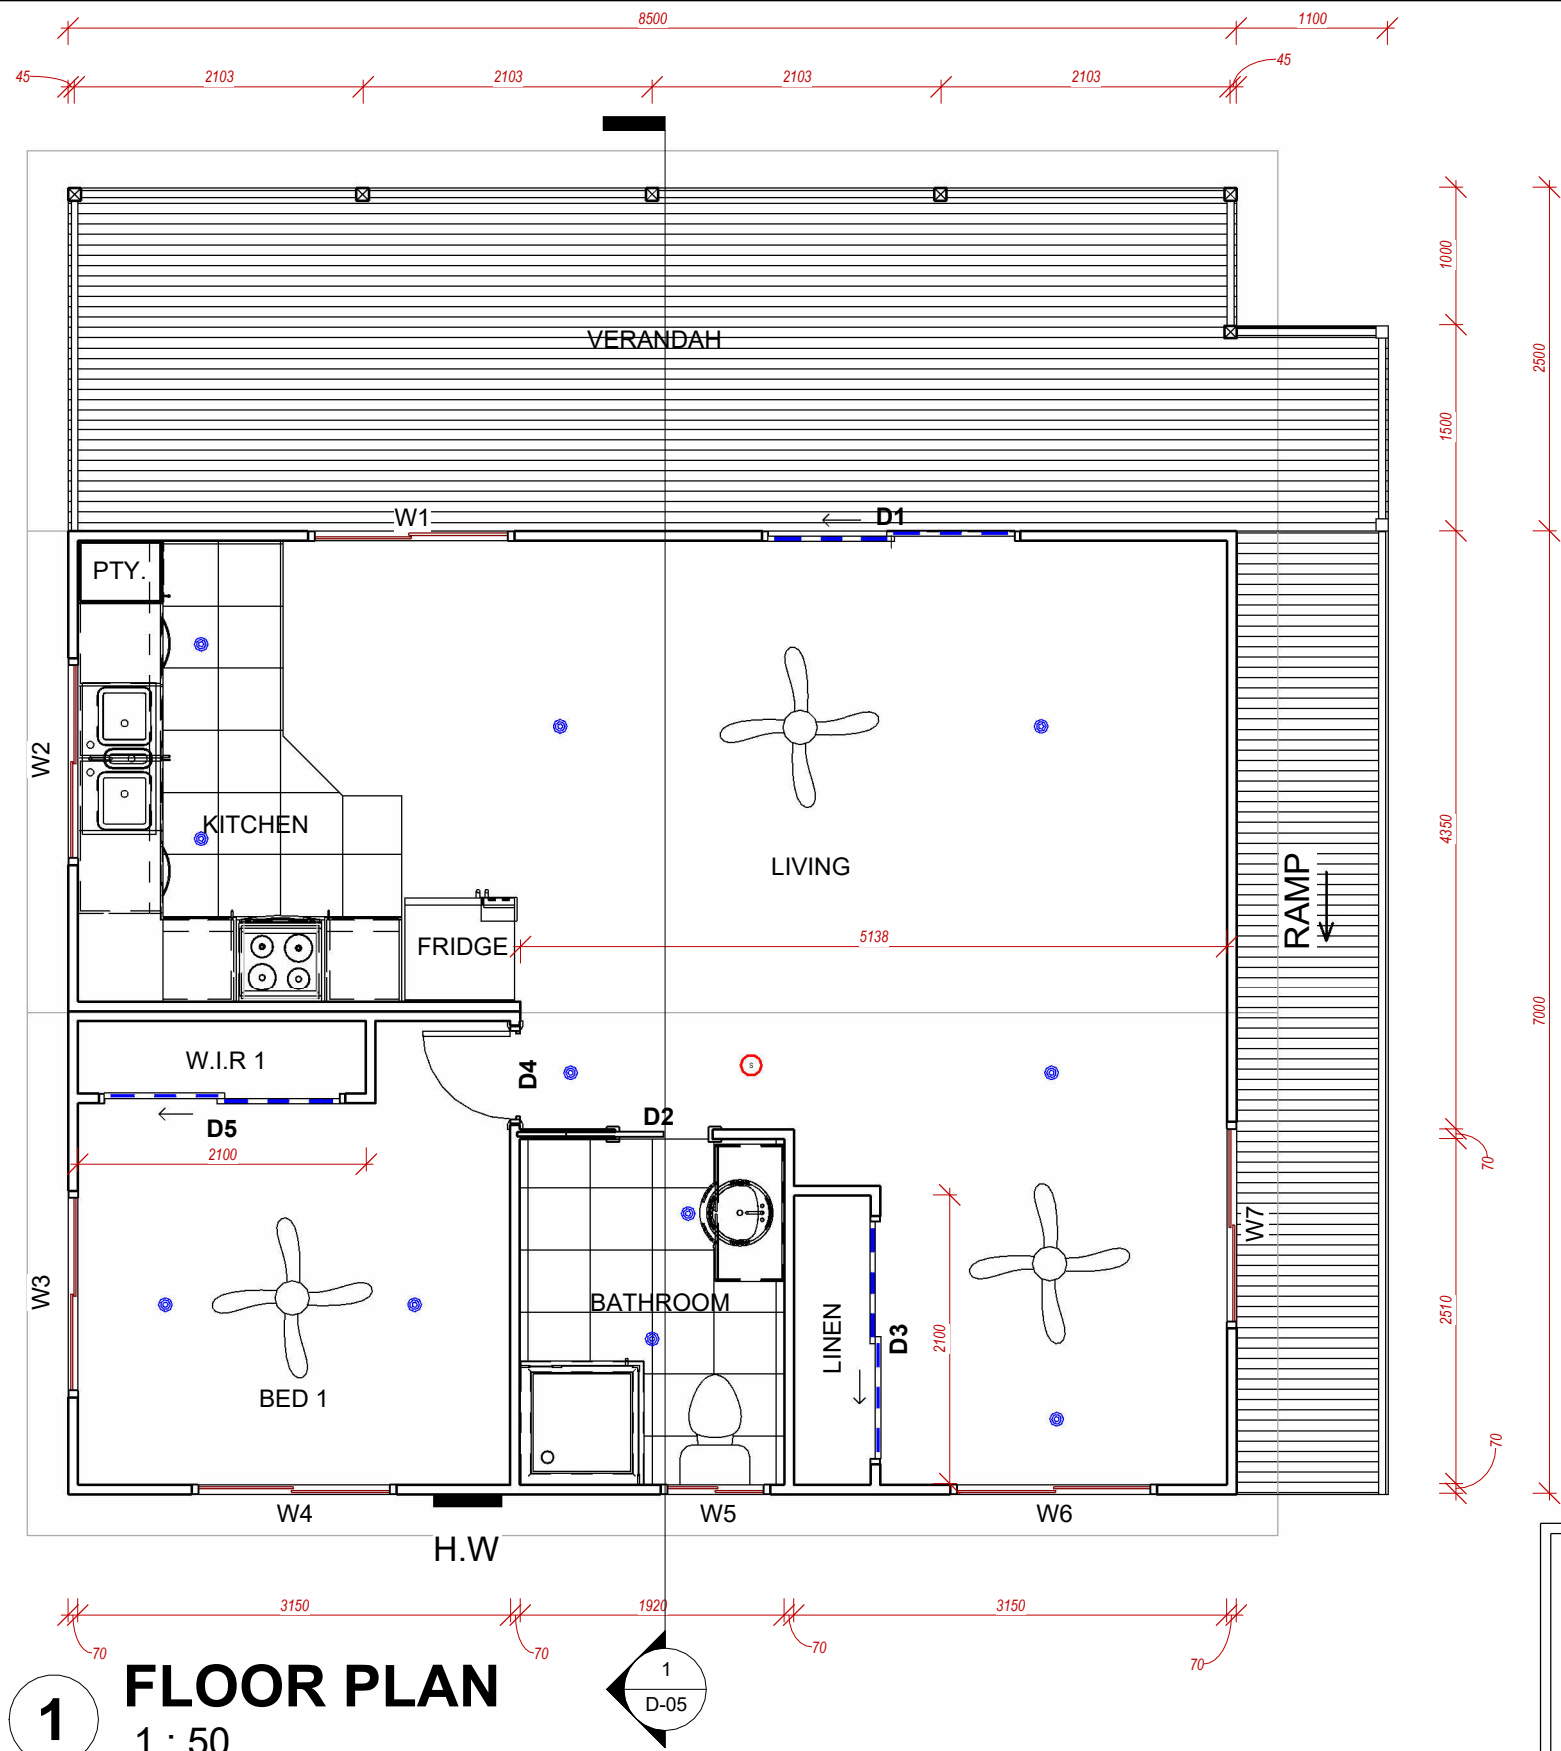 8500
1100
45
2103
2103
2103
2103
45
1000
2500
VERANDAH
1500
W1
D1
PTY.
W2
KITCHEN
LIVING
4350
RAMP
FRIDGE
5138
7000
W.I.R 1
D4
S
D2
D5
2100
70
W7
W3
BATHROOM
LINEN
D3
2100
2510
BED 1
70
W4
W5
W6
H.W
3150
1920
3150
70
70
70
70
1
FLOOR PLAN
1 : 50
1
D-05